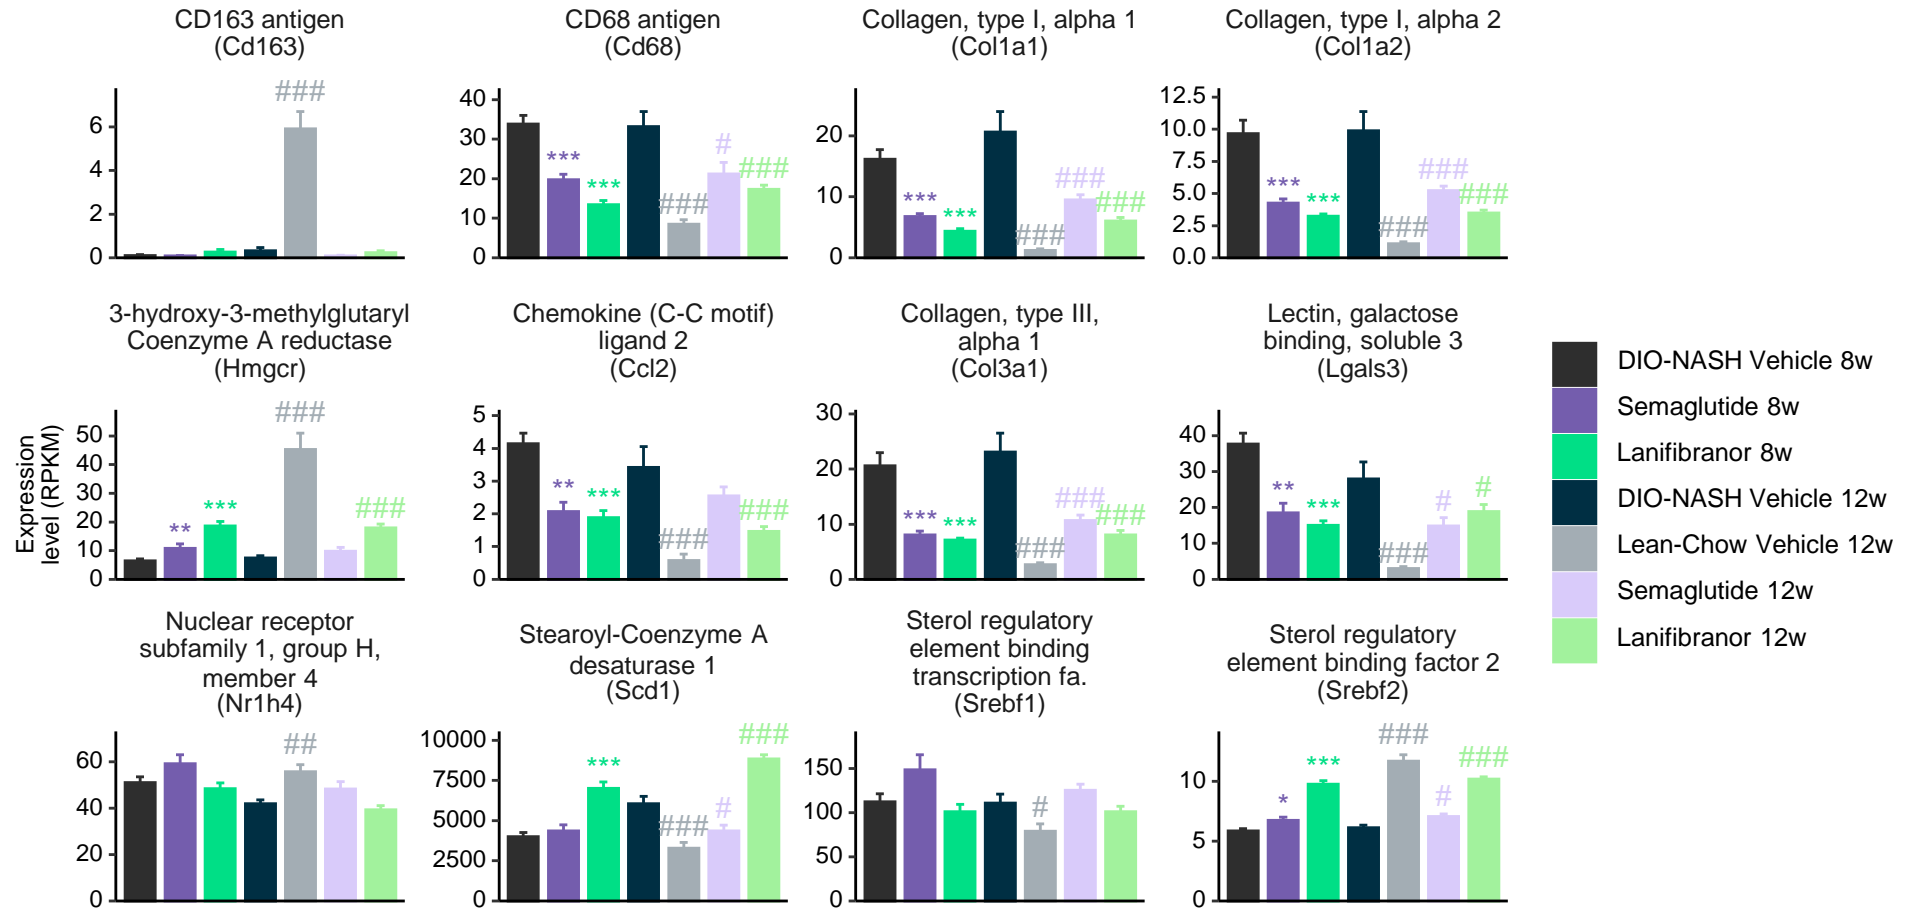 CD163 antigen
(Cd163)
###
6
4
2
0
CD68 antigen
(Cd68)
40
30
20
10
0
***
***
###
#
###
Collagen, type I, alpha 1
(Col1a1)
20
10
0
***
***
###
###
###
Collagen, type I, alpha 2
(Col1a2)
12.5
10.0
7.5
5.0
2.5
0.0
***
***
###
###
###
3-hydroxy-3-methylglutaryl
Coenzyme A reductase
(Hmgcr)
Expression
level (RPKM)
50
40
30
20
10
0
**
***
###
###
Chemokine (C-C motif)
ligand 2
(Ccl2)
5
4
3
2
1
0
**
***
###
###
Collagen, type III,
alpha 1
(Col3a1)
30
20
10
0
***
***
###
###
###
Lectin, galactose
binding, soluble 3
(Lgals3)
40
30
20
10
0
**
***
###
#
#
Nuclear receptor
subfamily 1, group H,
member 4
(Nr1h4)
60
40
20
0
##
Stearoyl-Coenzyme A
desaturase 1
(Scd1)
10000
7500
5000
2500
0
***
###
#
###
Sterol regulatory
element binding
transcription fa.
(Srebf1)
150
100
50
0
#
Sterol regulatory
element binding factor 2
(Srebf2)
10
5
0
*
***
###
#
###
DIO-NASH Vehicle 8w
Semaglutide 8w
Lanifibranor 8w
DIO-NASH Vehicle 12w
Lean-Chow Vehicle 12w
Semaglutide 12w
Lanifibranor 12w